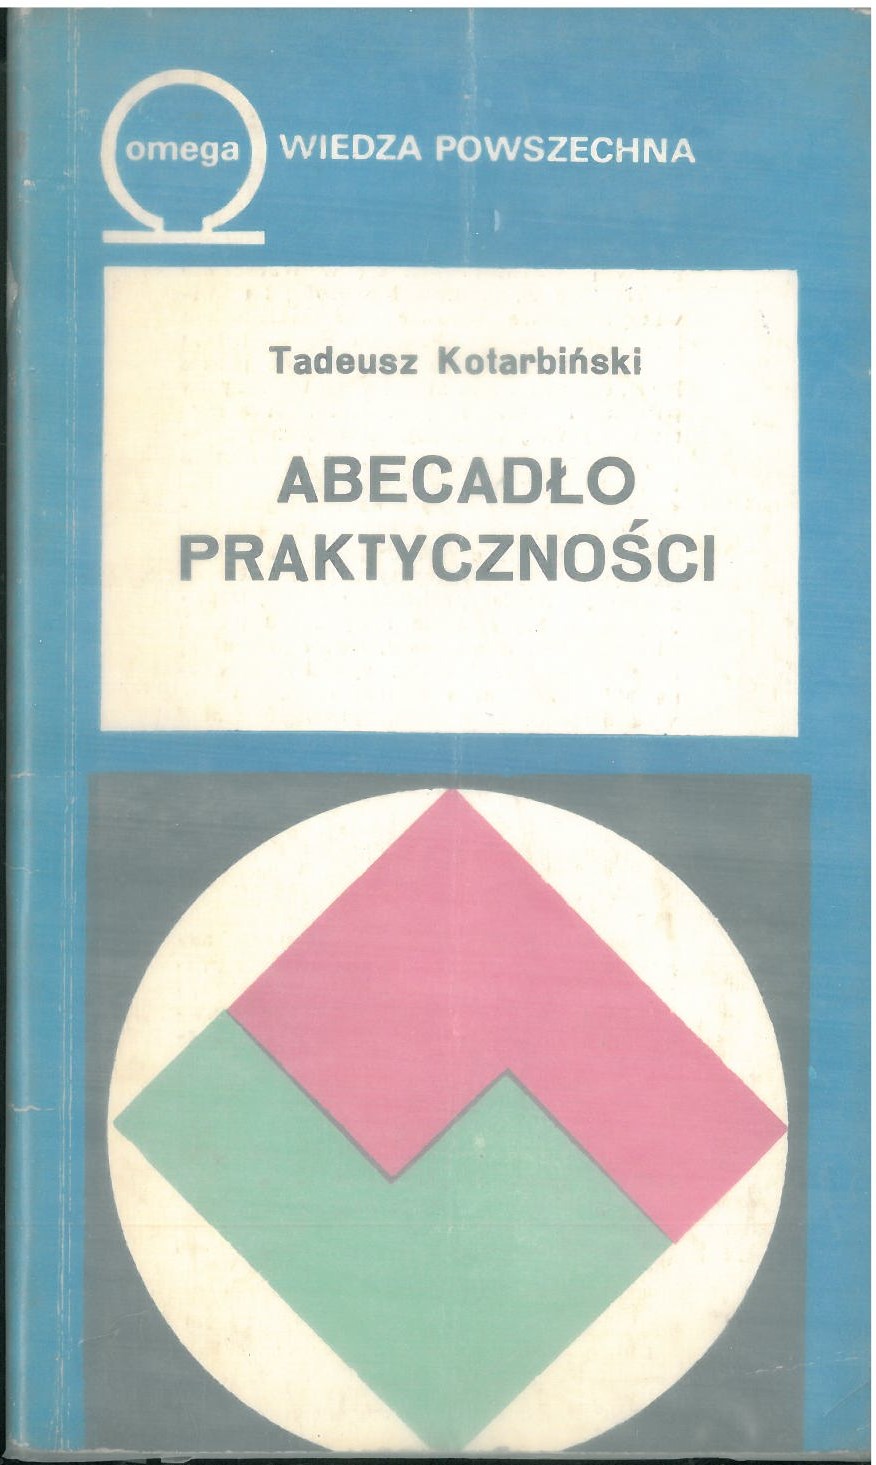 omega WIEDZA POWSZECHNA
Tadeusz Kotarbiński
ABECADŁO
PRAKTYCZNOŚCI